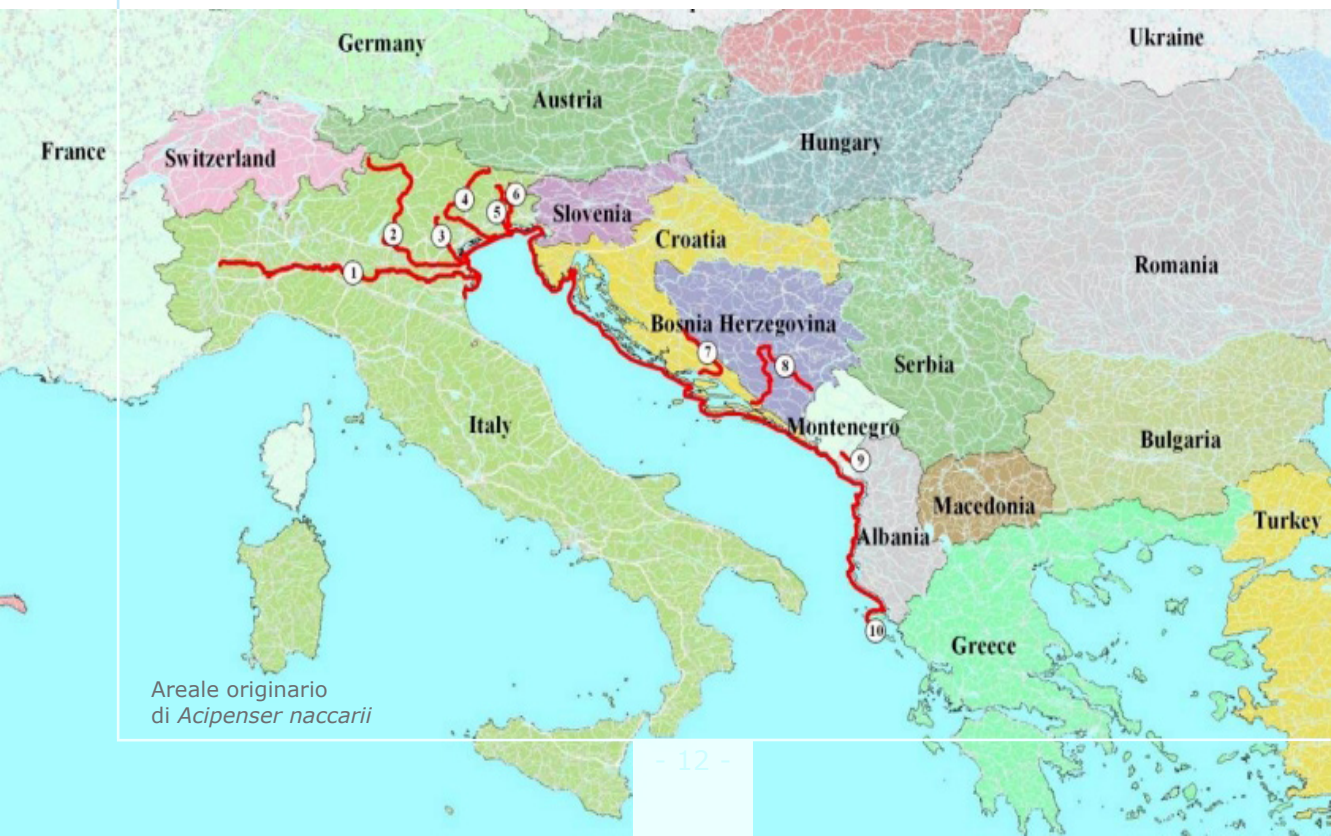 Germany
Ukraine
Austria
France
Switzerland
Hungary
6
4
5
Slovenia
2
3
Croatia
Romania
1
Bosnia Herzegovina
7
8
Serbia
Italy
Montenegro
Bulgaria
9
Macedonia
Turkey
Albania
10
Greece
Areale originario
di Acipenser naccarii
- 12 -